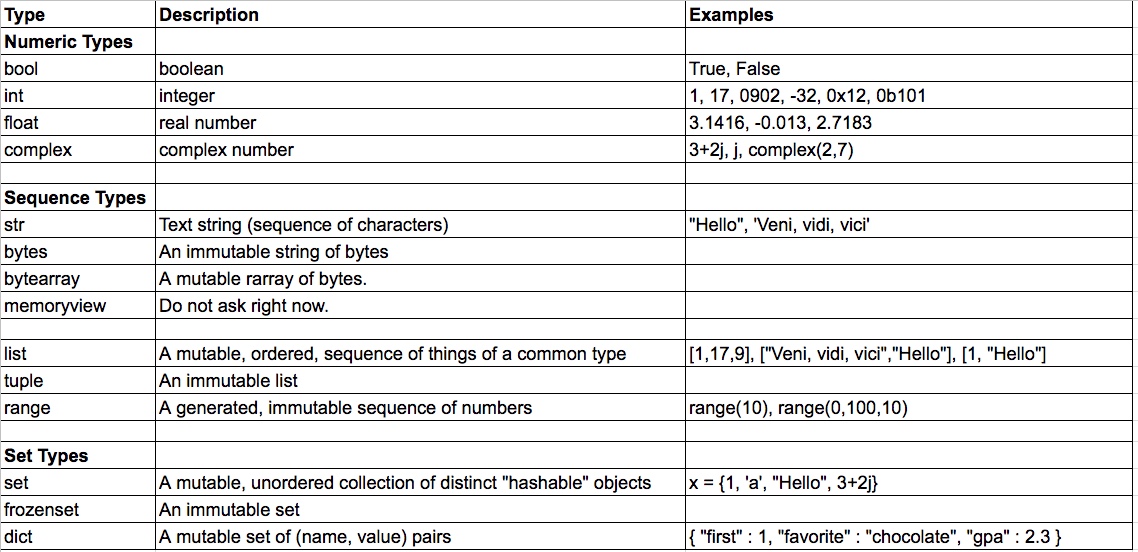 Type Description Examples
Numeric Types
bool boolean True, False
int integer 1, 17, 0902, -32, 0x12, 0b101
float real number 3.1416, -0.013, 2.7183
complex complex number 3+2j, j, complex(2,7)
Sequence Types
str Text string (sequence of characters) "Hello", 'Veni, vidi, vici'
bytes An immutable string of bytes
bytearray A mutable rarray of bytes.
memoryview Do not ask right now.
list A mutable, ordered, sequence of things of a common type [1,17,9], ["Veni, vidi, vici","Hello"], [1, "Hello"]
tuple An immutable list
range A generated, immutable sequence of numbers range(10), range(0,100,10)
Set Types
set A mutable, unordered collection of distinct "hashable" objects x = {1, 'a', "Hello", 3+2j}
frozenset An immutable set
dict A mutable set of (name, value) pairs { "first" : 1, "favorite" : "chocolate", "gpa" : 2.3 }